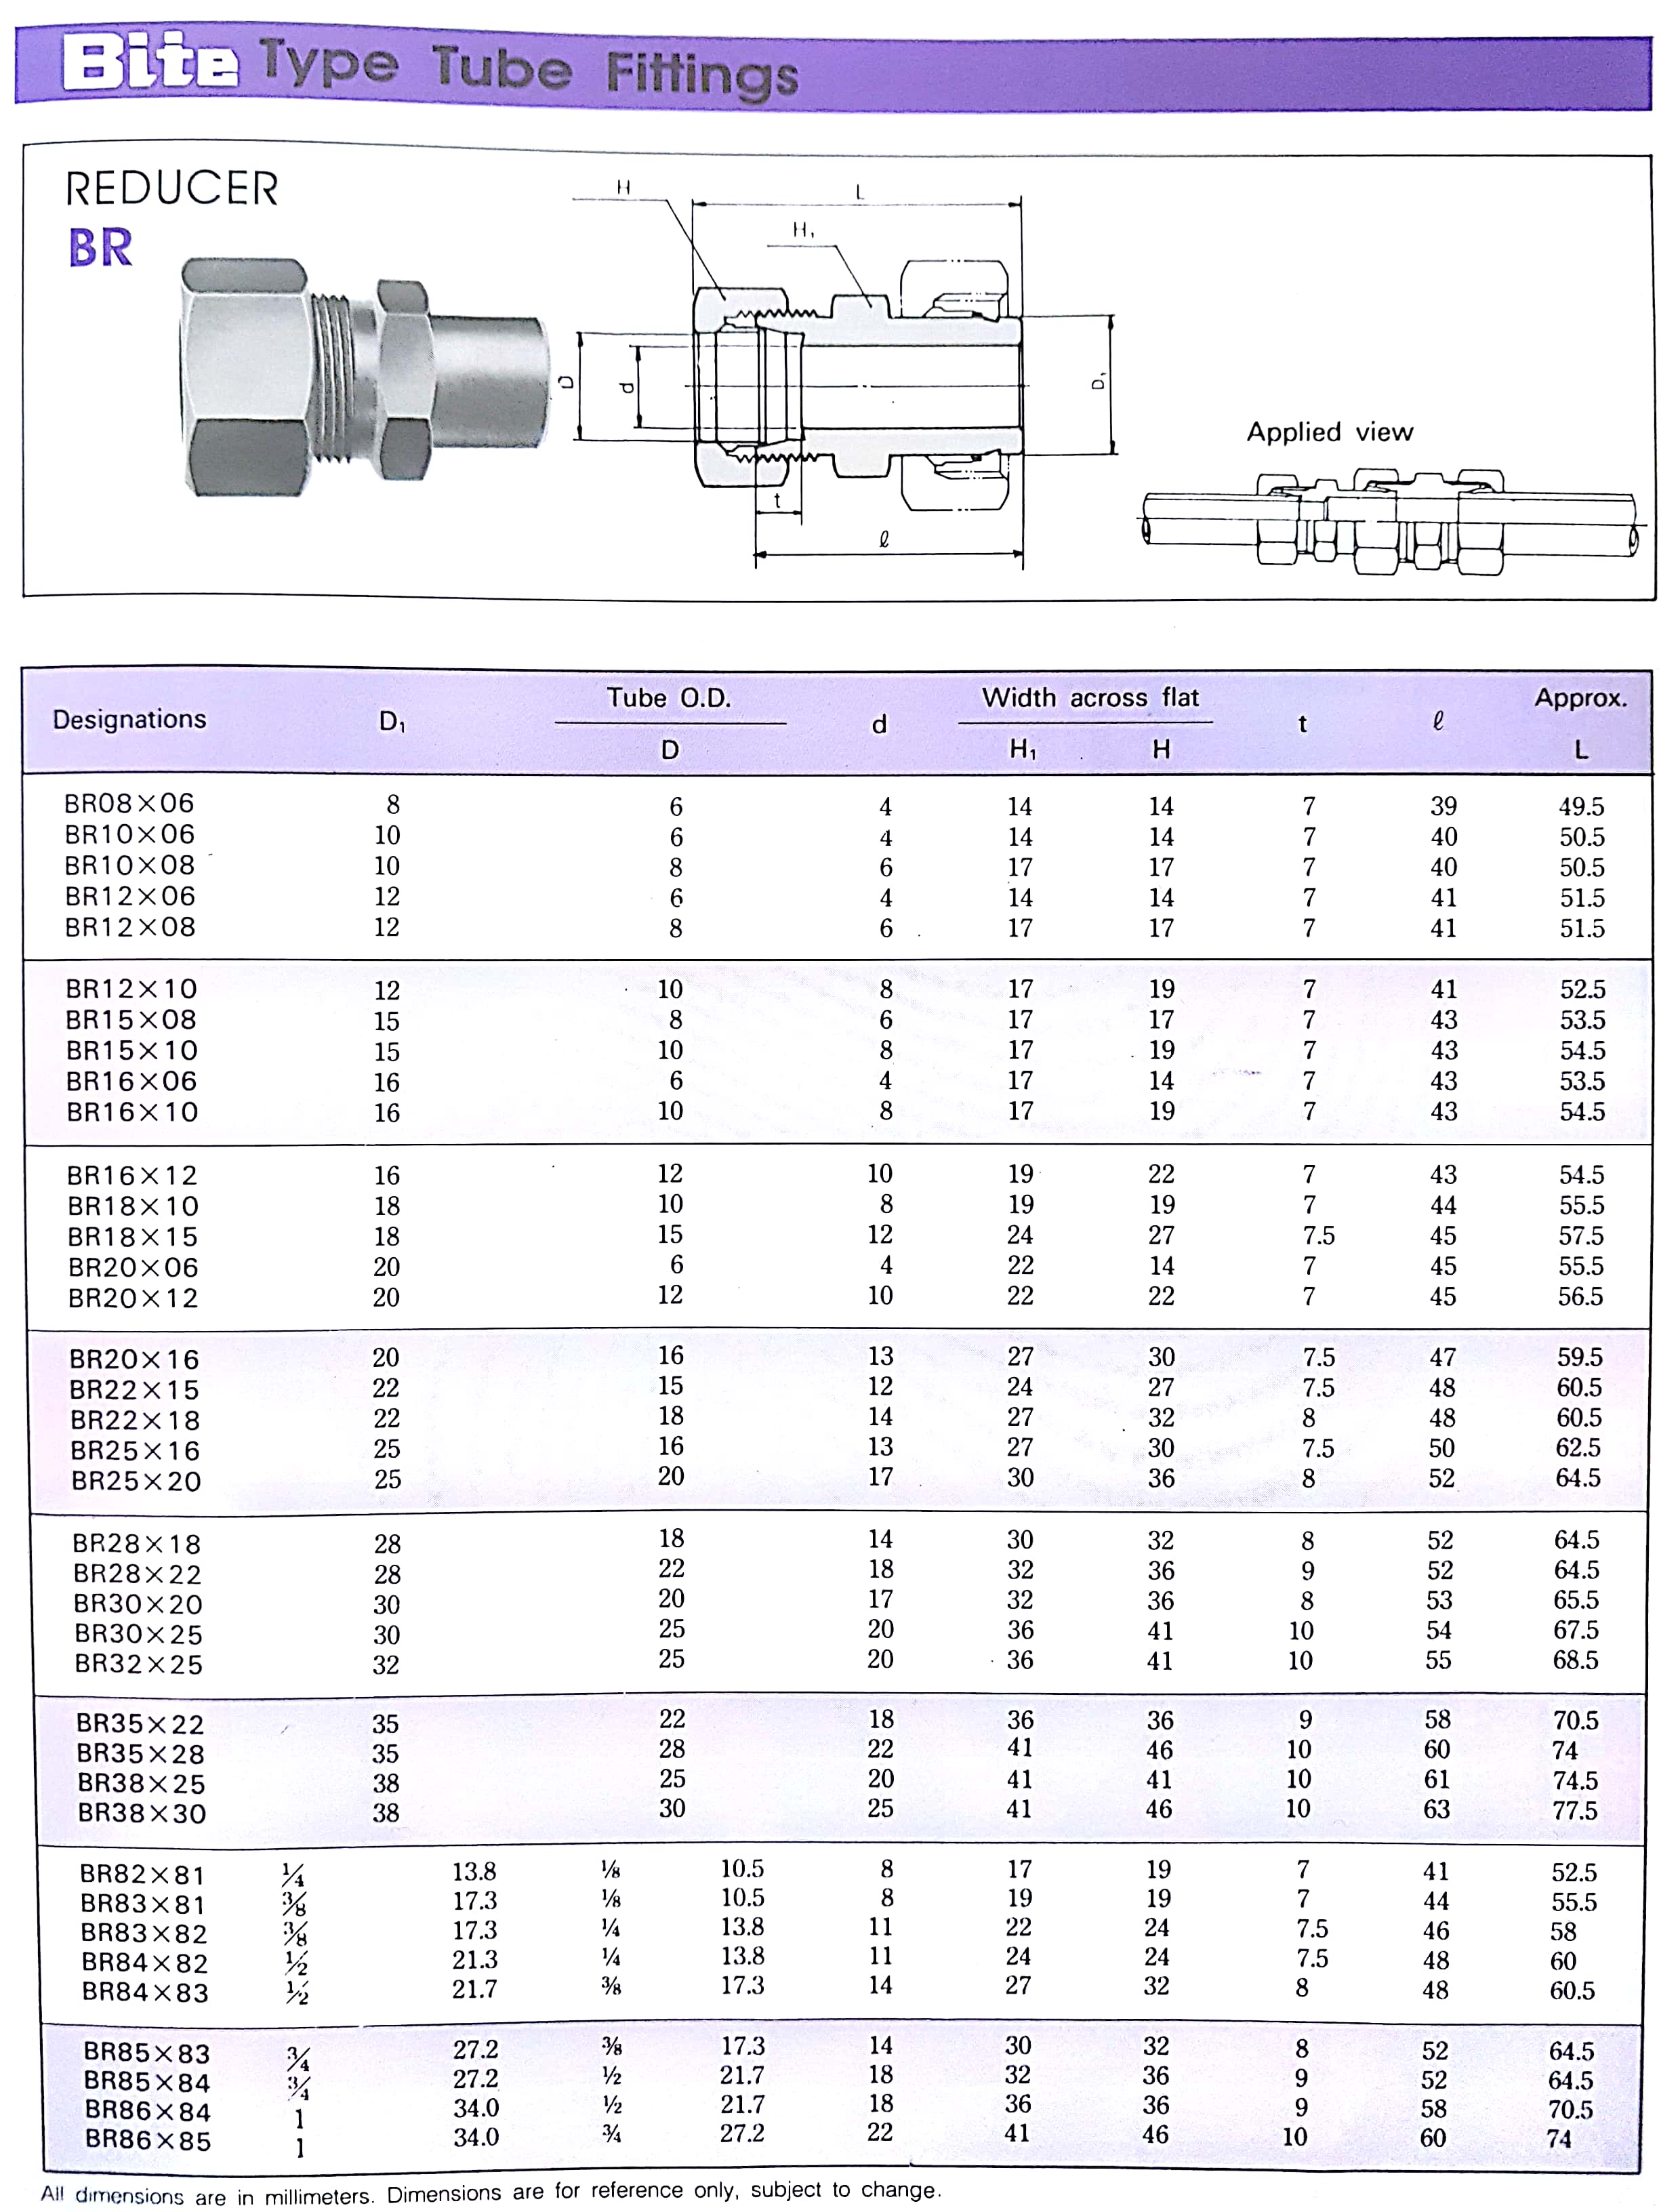 Bite Type Tube Fittings
REDUCER
BR
H
L
H₁
D
d
D₁
t
ℓ
Applied view
Designations D₁ Tube O.D. D d Width across flat H₁ H t ℓ Approx. L
BR08×06 8 6 4 14 14 7 39 49.5
BR10×06 10 6 4 14 14 7 40 50.5
BR10×08 10 8 6 17 17 7 40 50.5
BR12×06 12 6 4 14 14 7 41 51.5
BR12×08 12 8 6 17 17 7 41 51.5
BR12×10 12 10 8 17 19 7 41 52.5
BR15×08 15 8 6 17 17 7 43 53.5
BR15×10 15 10 8 17 19 7 43 54.5
BR16×06 16 6 4 17 14 7 43 53.5
BR16×10 16 10 8 17 19 7 43 54.5
BR16×12 16 12 10 19 22 7 43 54.5
BR18×10 18 10 8 19 19 7 44 55.5
BR18×15 18 15 12 24 27 7.5 45 57.5
BR20×06 20 6 4 22 14 7 45 55.5
BR20×12 20 12 10 22 22 7 45 56.5
BR20×16 20 16 13 27 30 7.5 47 59.5
BR22×15 22 15 12 24 27 7.5 48 60.5
BR22×18 22 18 14 27 32 8 48 60.5
BR25×16 25 16 13 27 30 7.5 50 62.5
BR25×20 25 20 17 30 36 8 52 64.5
BR28×18 28 18 14 30 32 8 52 64.5
BR28×22 28 22 18 32 36 9 52 64.5
BR30×20 30 20 17 32 36 8 53 65.5
BR30×25 30 25 20 36 41 10 54 67.5
BR32×25 32 25 20 36 41 10 55 68.5
BR35×22 35 22 18 36 36 9 58 70.5
BR35×28 35 28 22 41 46 10 60 74
BR38×25 38 25 20 41 41 10 61 74.5
BR38×30 38 30 25 41 46 10 63 77.5
BR82×81 ¼ 13.8 ⅛ 10.5 8 17 19 7 41 52.5
BR83×81 ⅜ 17.3 ⅛ 10.5 8 19 19 7 44 55.5
BR83×82 ⅜ 17.3 ¼ 13.8 11 22 24 7.5 46 58
BR84×82 ½ 21.3 ¼ 13.8 11 24 24 7.5 48 60
BR84×83 ½ 21.7 ⅜ 17.3 14 27 32 8 48 60.5
BR85×83 ¾ 27.2 ⅜ 17.3 14 30 32 8 52 64.5
BR85×84 ¾ 27.2 ½ 21.7 18 32 36 9 52 64.5
BR86×84 1 34.0 ½ 21.7 18 36 36 9 58 70.5
BR86×85 1 34.0 ¾ 27.2 22 41 46 10 60 74
All dimensions are in millimeters. Dimensions are for reference only, subject to change.